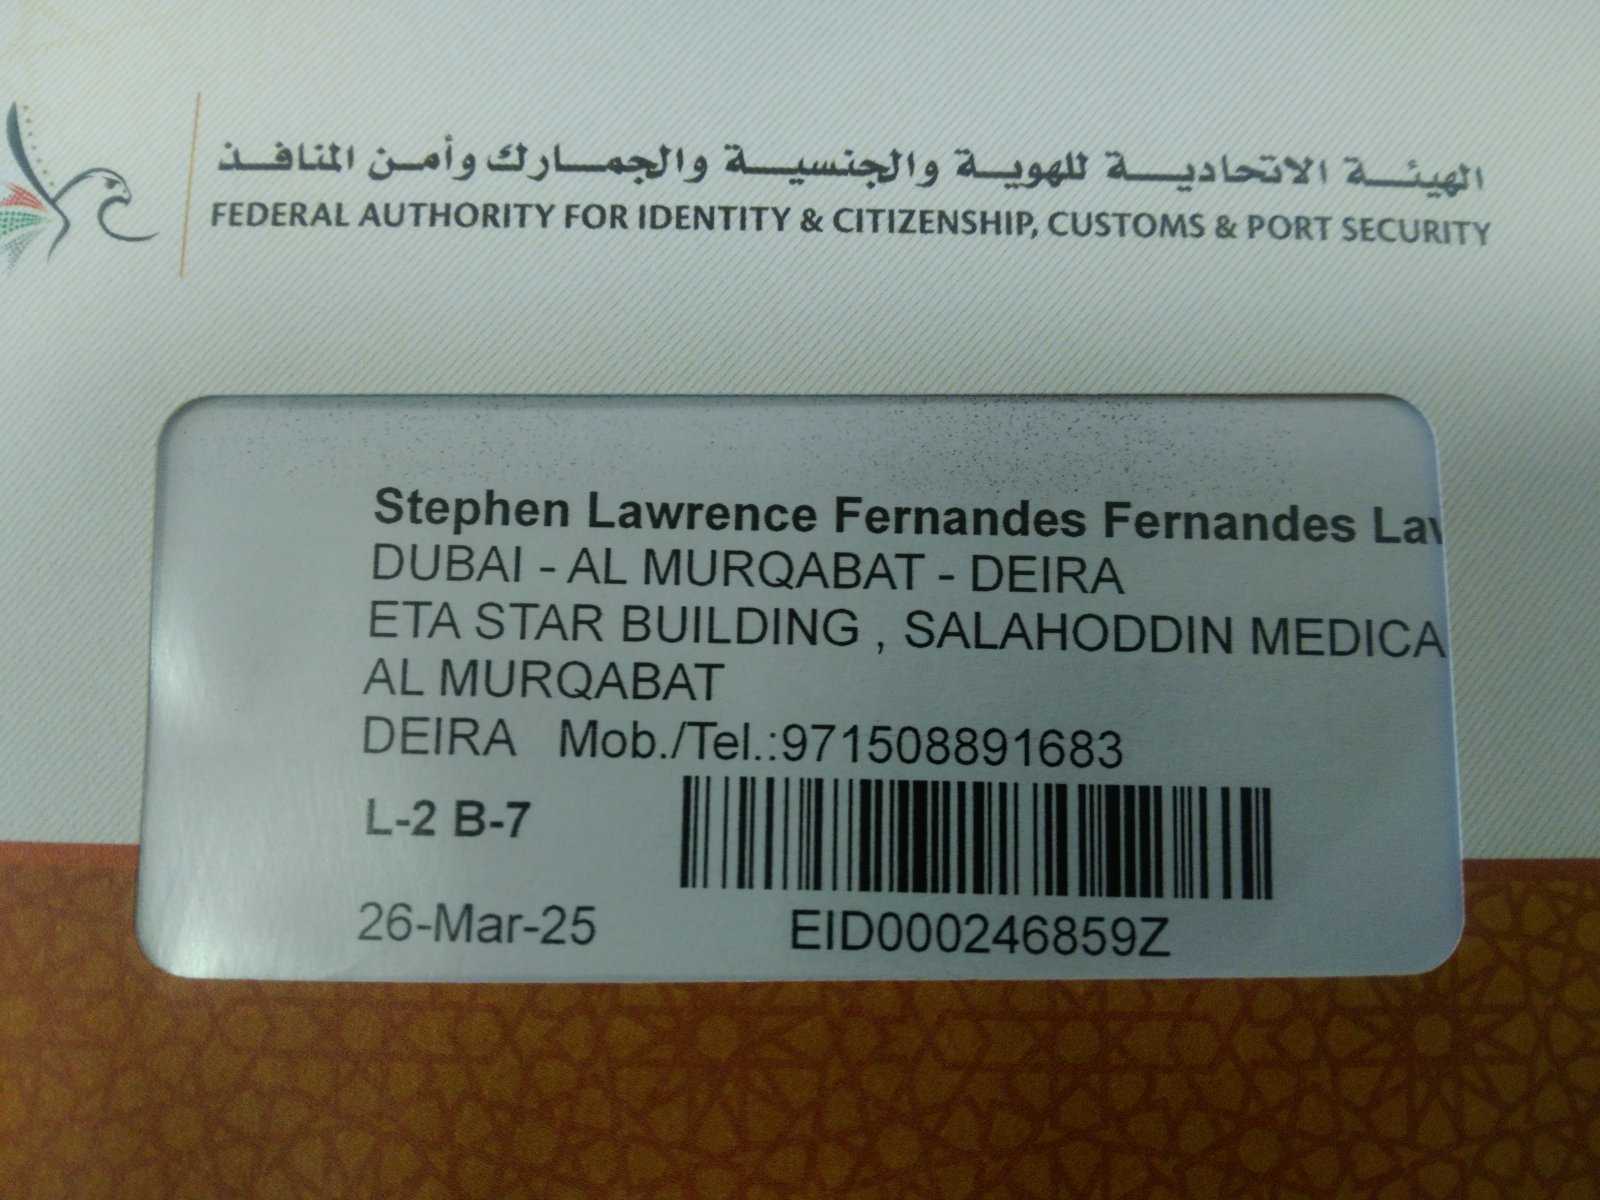 الهيئة الاتحادية للهوية والجنسية والجمارك وأمن المنافذ
FEDERAL AUTHORITY FOR IDENTITY & CITIZENSHIP, CUSTOMS & PORT SECURITY
Stephen Lawrence Fernandes Fernandes
DUBAI - AL MURQABAT - DEIRA
ETA STAR BUILDING , SALAHODDIN MEDICA
AL MURQABAT
DEIRA Mob./Tel.:971508891683
L-2 B-7
26-Mar-25 EID000246859Z